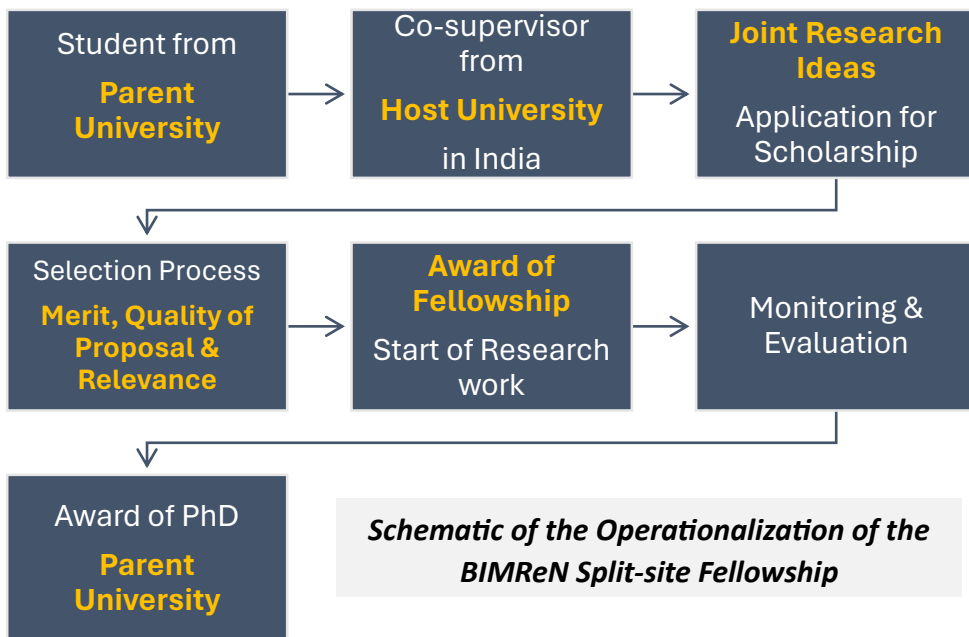 Student from
Parent
University
Co-supervisor
from
Host University
in India
Joint Research
Ideas
Application for
Scholarship
Selection Process
Merit, Quality of
Proposal &
Relevance
Award of
Fellowship
Start of Research
work
Monitoring &
Evaluation
Award of PhD
Parent
University
Schematic of the Operationalization of the
BIMReN Split-site Fellowship